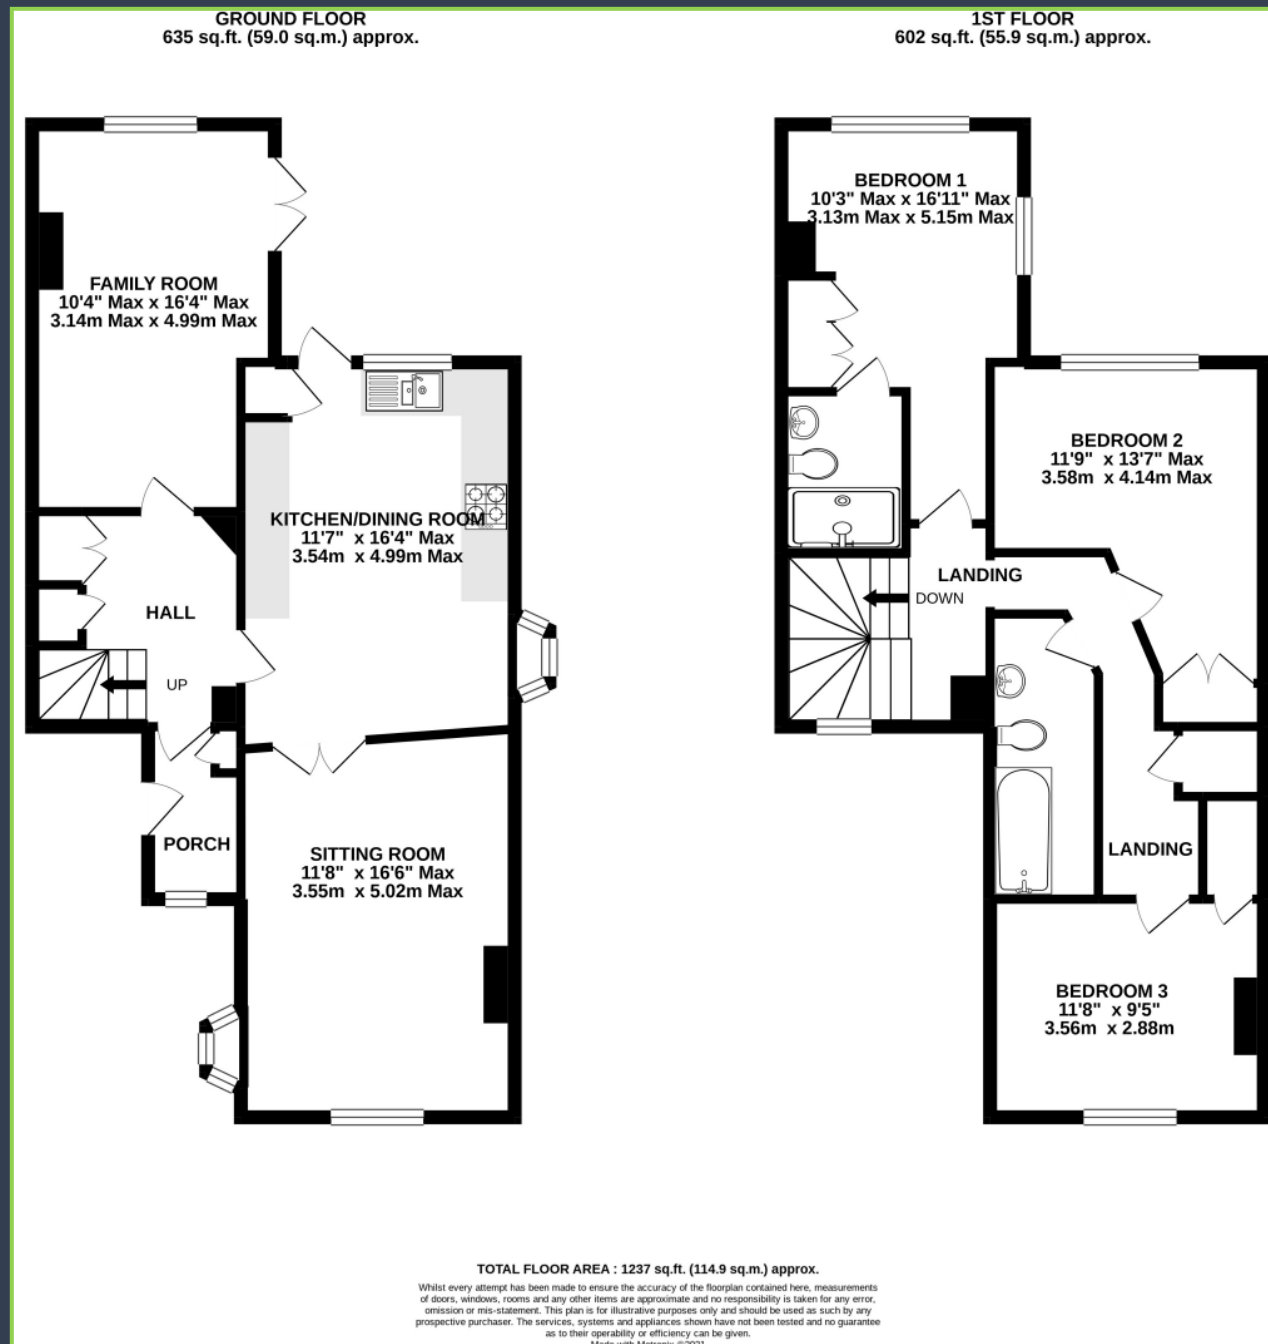 GROUND FLOOR
635 sq.ft. (59.0 sq.m.) approx.
1ST FLOOR
602 sq.ft. (55.9 sq.m.) approx.
FAMILY ROOM
10'4" Max x 16'4" Max
3.14m Max x 4.99m Max
KITCHEN/DINING ROOM
11'7" x 16'4" Max
3.54m x 4.99m Max
HALL
UP
PORCH
SITTING ROOM
11'8" x 16'6" Max
3.55m x 5.02m Max
BEDROOM 1
10'3" Max x 16'11" Max
3.13m Max x 5.15m Max
BEDROOM 2
11'9" x 13'7" Max
3.58m x 4.14m Max
LANDING
DOWN
LANDING
BEDROOM 3
11'8" x 9'5"
3.56m x 2.88m
TOTAL FLOOR AREA : 1237 sq.ft. (114.9 sq.m.) approx.
Whilst every attempt has been made to ensure the accuracy of the floorplan contained here, measurements
of doors, windows, rooms and any other items are approximate and no responsibility is taken for any error,
omission or mis-statement. This plan is for illustrative purposes only and should be used as such by any
prospective purchaser. The services, systems and appliances shown have not been tested and no guarantee
as to their operability or efficiency can be given.
Made with Metropix ©2021